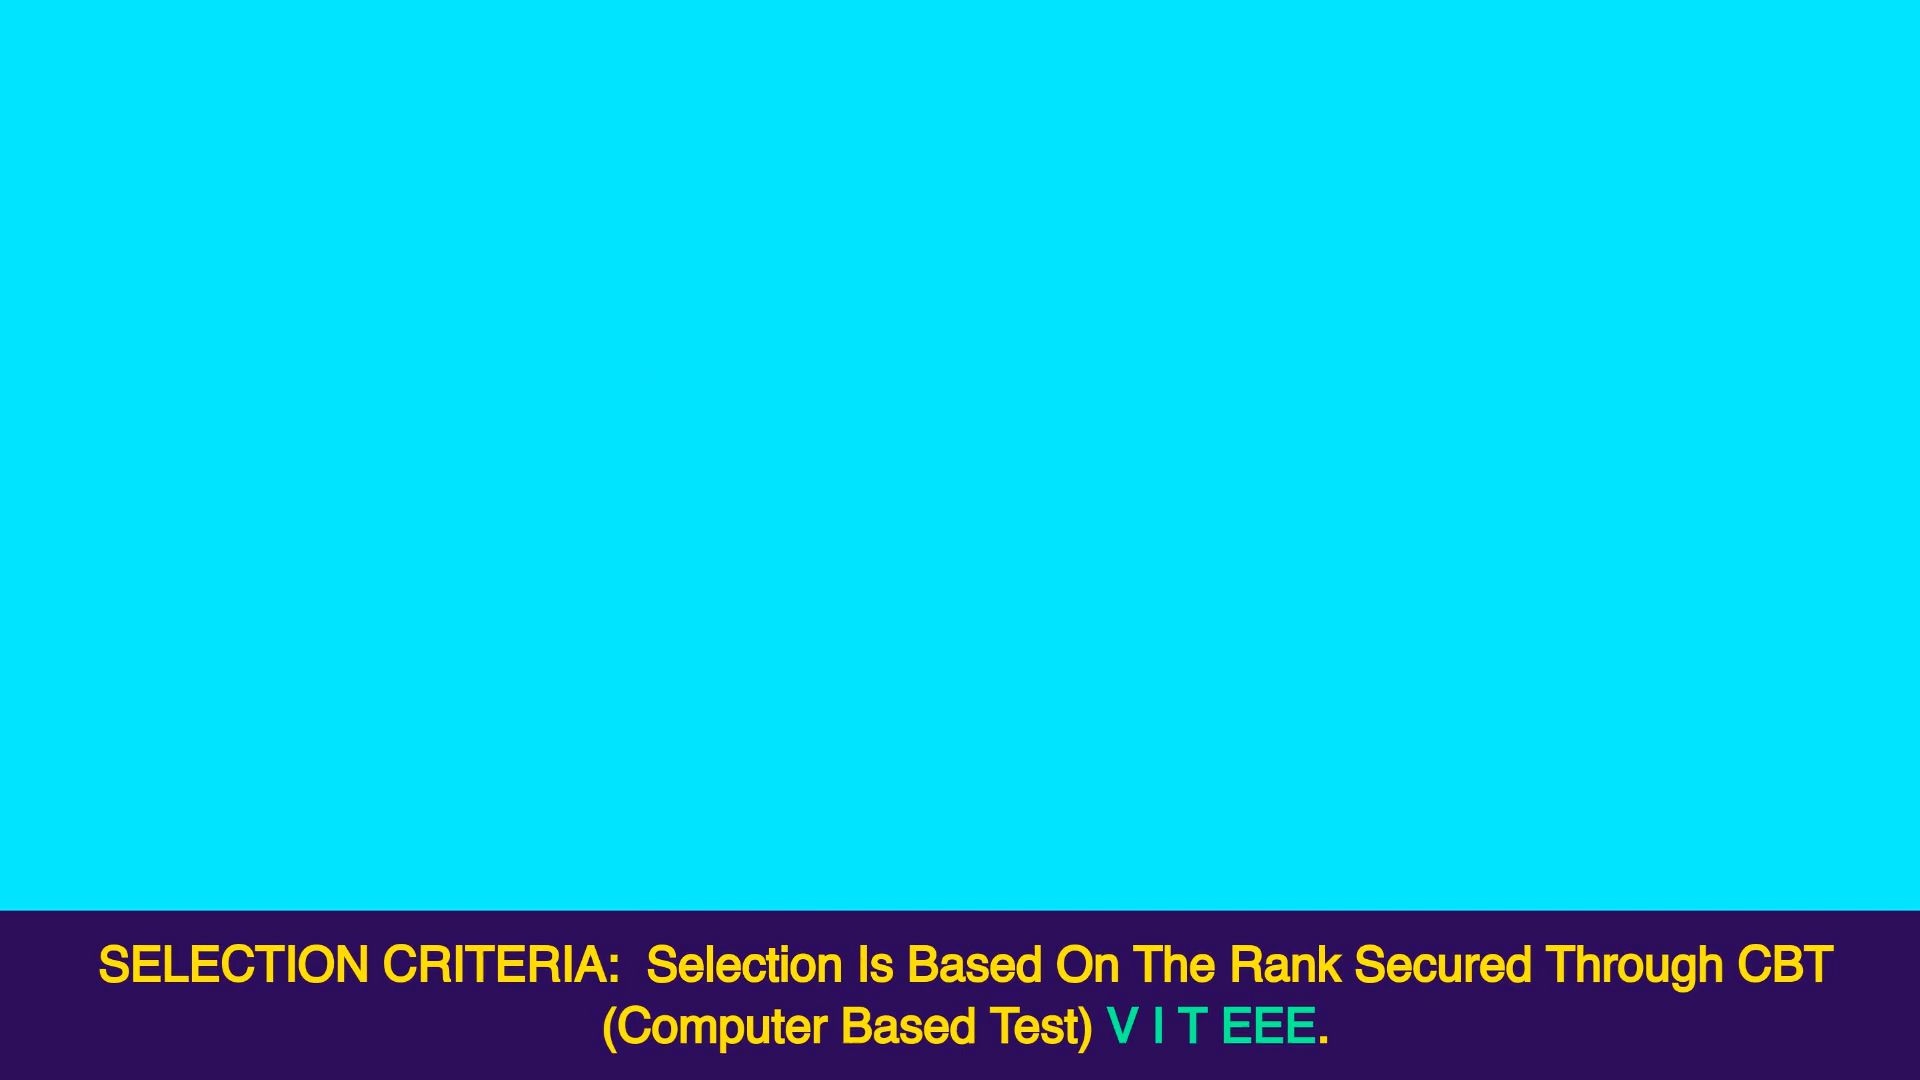 SELECTION CRITERIA:  Selection Is Based On The Rank Secured Through CBT
(Computer Based Test) V I T EEE.